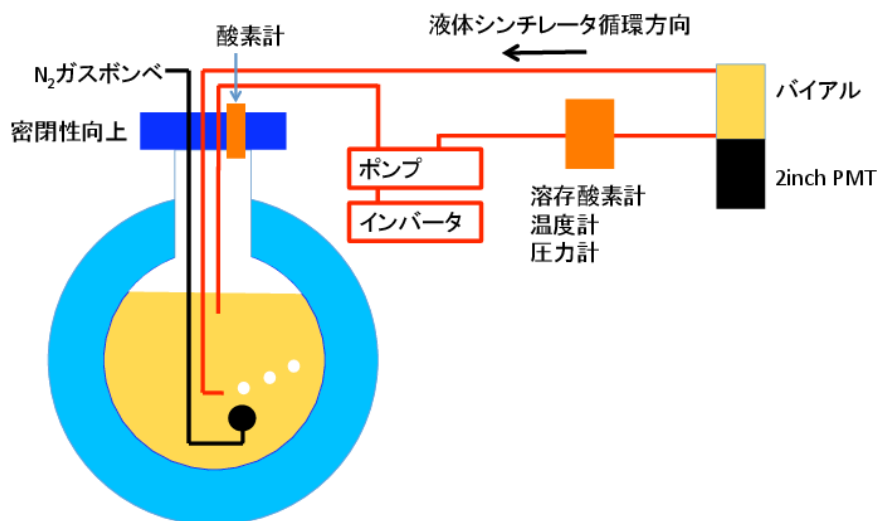 酸素計
液体シンチレータ循環方向
N₂ガスボンベ
バイアル
密閉性向上
ポンプ
2inch PMT
インバータ
溶存酸素計
温度計
圧力計